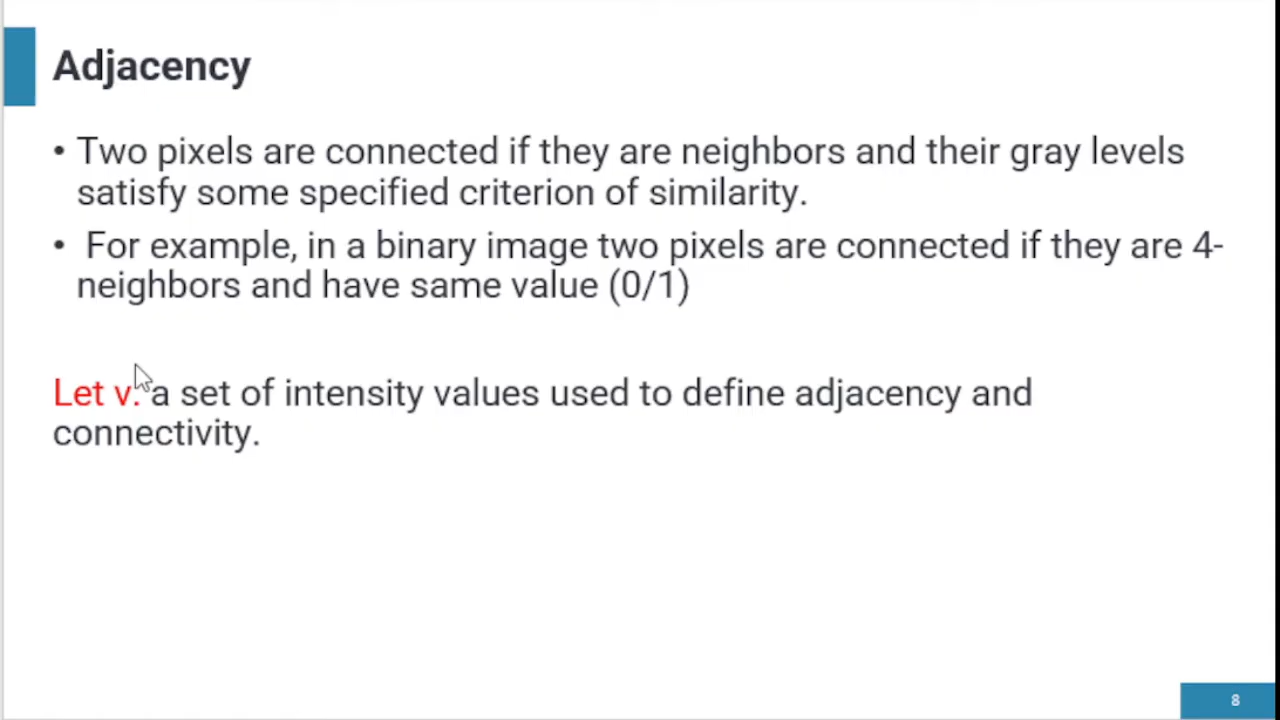 Adjacency
• Two pixels are connected if they are neighbors and their gray levels
satisfy some specified criterion of similarity.
• For example, in a binary image two pixels are connected if they are 4-
neighbors and have same value (0/1)
Let v: a set of intensity values used to define adjacency and
connectivity.
8